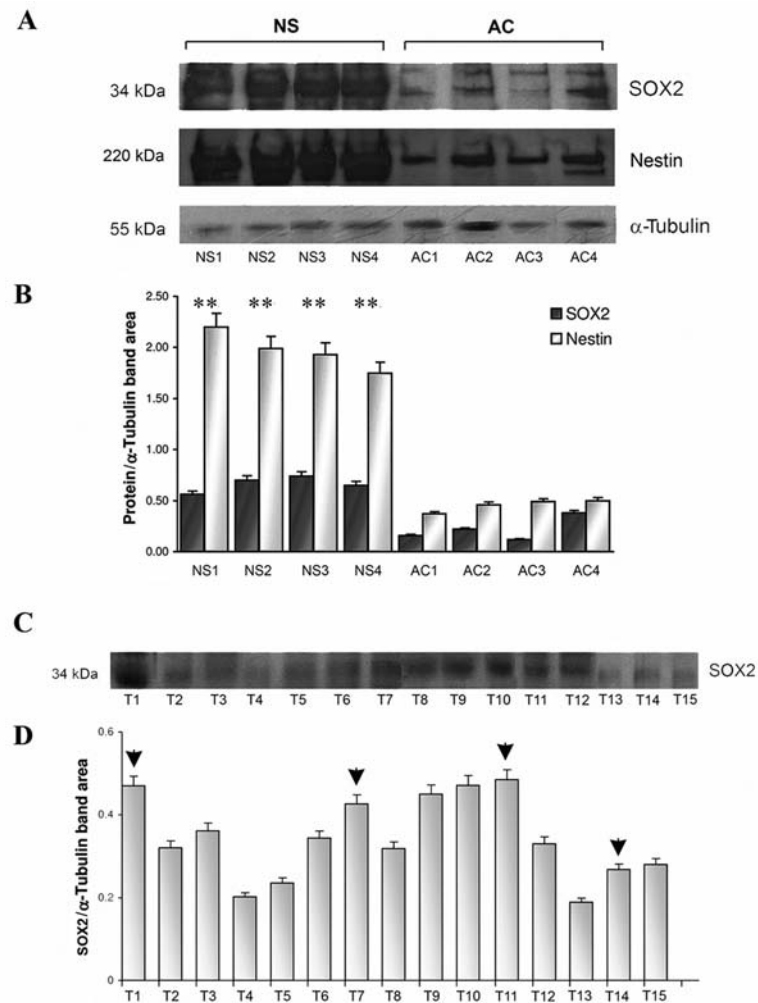 A
NS AC
34 kDa SOX2
220 kDa Nestin
55 kDa α-Tubulin
NS1 NS2 NS3 NS4 AC1 AC2 AC3 AC4
B
Protein/α-Tubulin band area
2.50
2.00
1.50
1.00
0.50
0.00
** ** ** **
SOX2
Nestin
NS1 NS2 NS3 NS4 AC1 AC2 AC3 AC4
C
34 kDa SOX2
T1 T2 T3 T4 T5 T6 T7 T8 T9 T10 T11 T12 T13 T14 T15
D
SOX2/α-Tubulin band area
0.6
0.4
0.2
0
T1 T2 T3 T4 T5 T6 T7 T8 T9 T10 T11 T12 T13 T14 T15